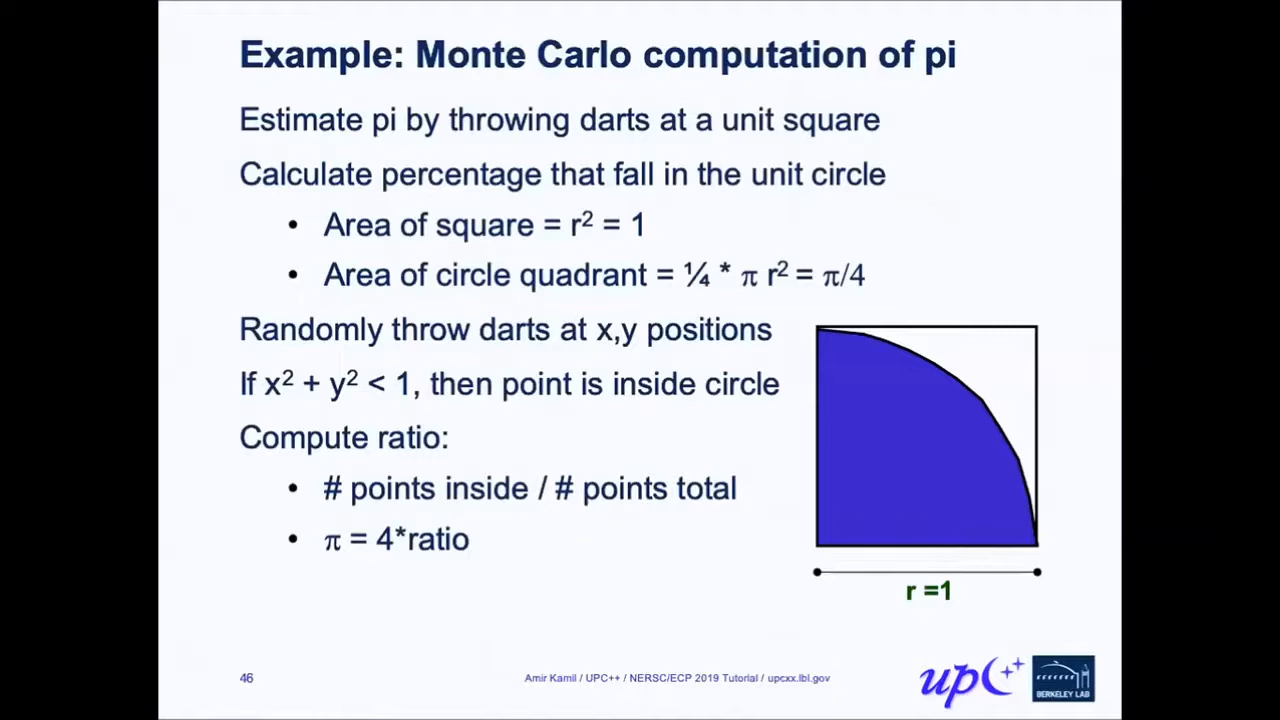 Example: Monte Carlo computation of pi
Estimate pi by throwing darts at a unit square
Calculate percentage that fall in the unit circle
• Area of square = r² = 1
• Area of circle quadrant = ¼ * π r² = π/4
Randomly throw darts at x,y positions
If x² + y² < 1, then point is inside circle
Compute ratio:
• # points inside / # points total
• π = 4*ratio
r =1
46
Amir Kamil / UPC++ / NERSC/ECP 2019 Tutorial / upcxx.lbl.gov
upC++
BERKELEY LAB